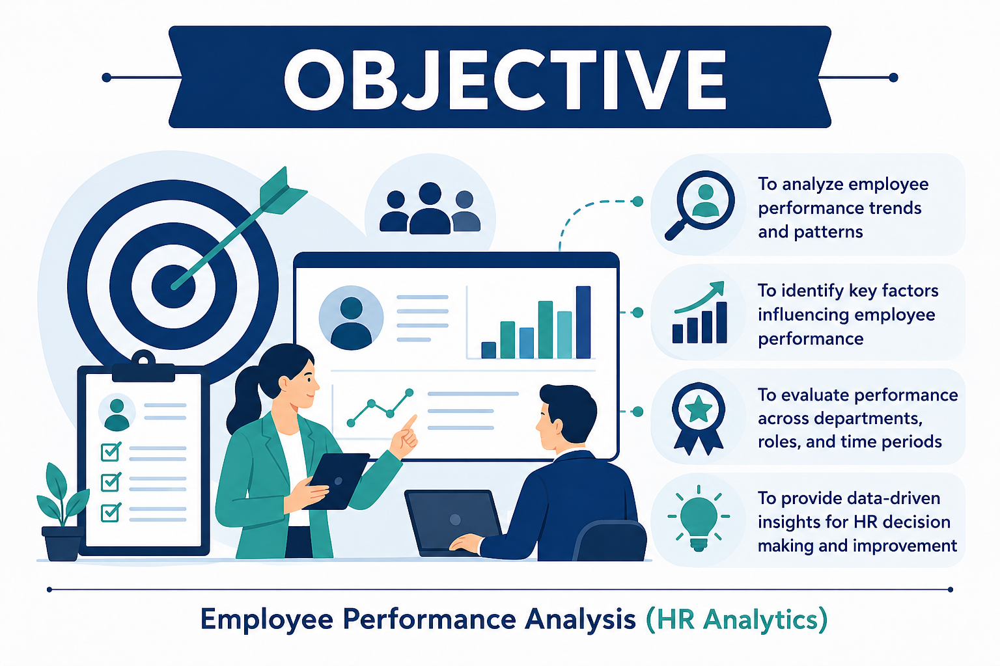 OBJECTIVE
To analyze employee
performance trends
and patterns
To identify key factors
influencing employee
performance
To evaluate performance
across departments,
roles, and time periods
To provide data-driven
insights for HR decision
making and improvement
Employee Performance Analysis (HR Analytics)